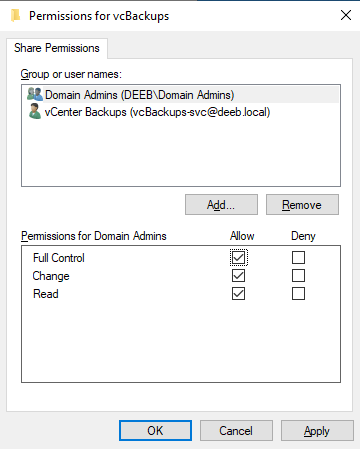 Permissions for vcBackups
Share Permissions
Group or user names:
Domain Admins (DEEB\Domain Admins)
vCenter Backups (vcBackups-svc@deeb.local)
Add... Remove
Permissions for Domain Admins Allow Deny
Full Control
Change
Read
OK Cancel Apply